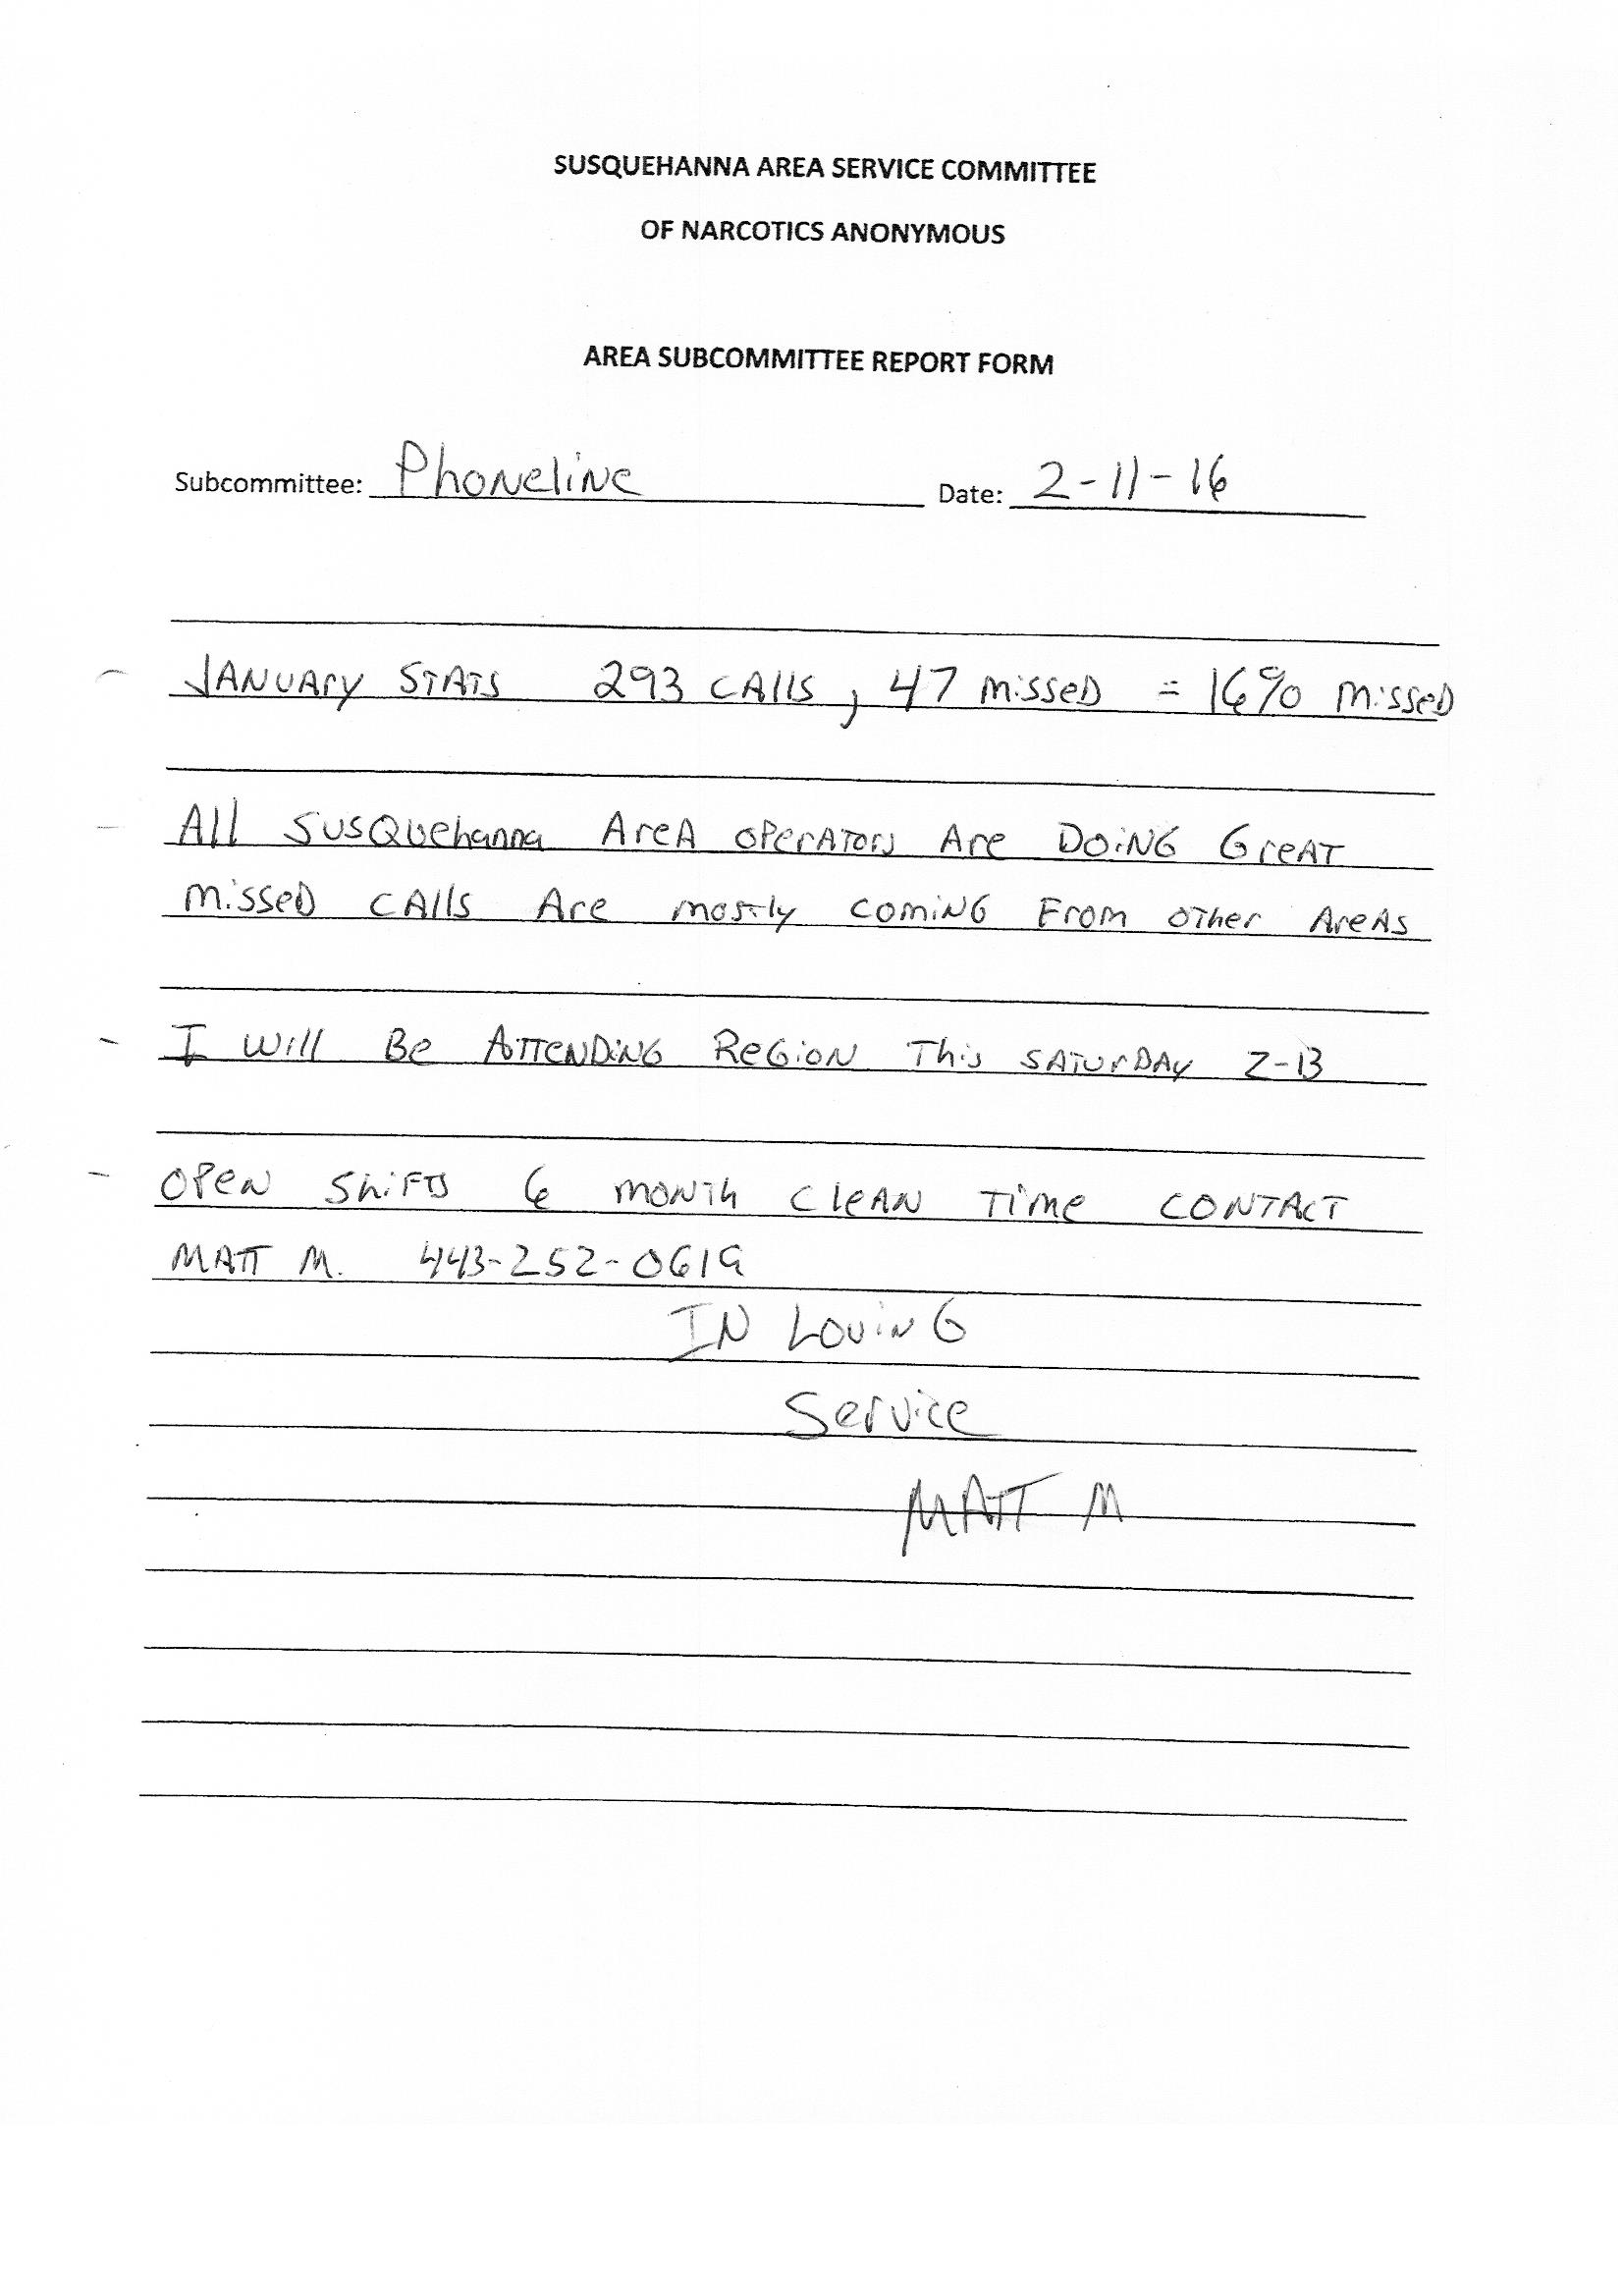 SUSQUEHANNA AREA SERVICE COMMITTEE
OF NARCOTICS ANONYMOUS
AREA SUBCOMMITTEE REPORT FORM
Subcommittee: Phoneline Date: 2-11-16
- JANUARY STATS 293 CALLS, 47 MISSED = 16% MISSED
- All SUSQUehanna AreA OPerATORS Are DOiNG GreAT
MiSSeD CAllS Are mostly COMiNG From OTher AreAS
- I Will Be ATTENDiNG ReGiON This SATUrDAy 2-13
- OPeN ShiFTS 6 MONTh CleAN Time CONTACT
MATT M. 443-252-0619
IN LOViNG
Service
MATT M